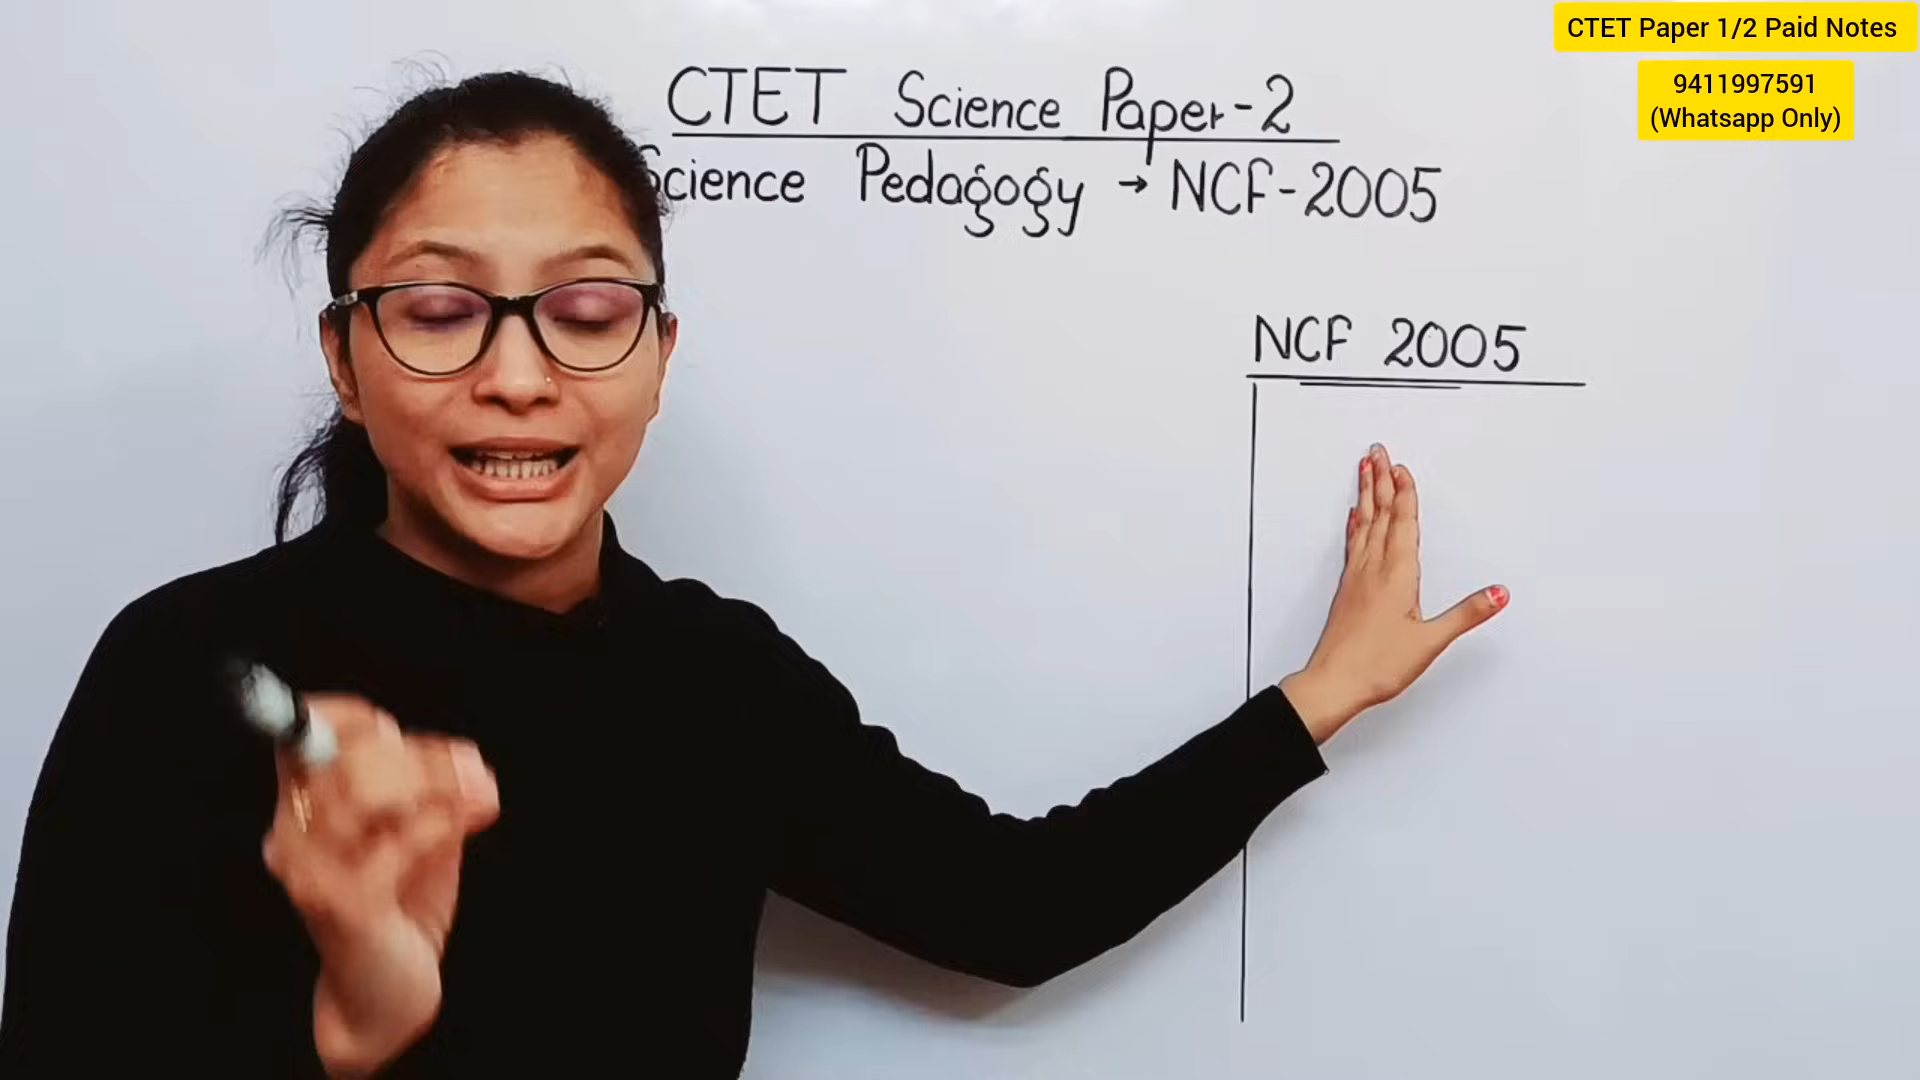 CTET Paper 1/2 Paid Notes
9411997591
(Whatsapp Only)
CTET Science Paper-2
Science Pedagogy → NCF-2005
NCF 2005